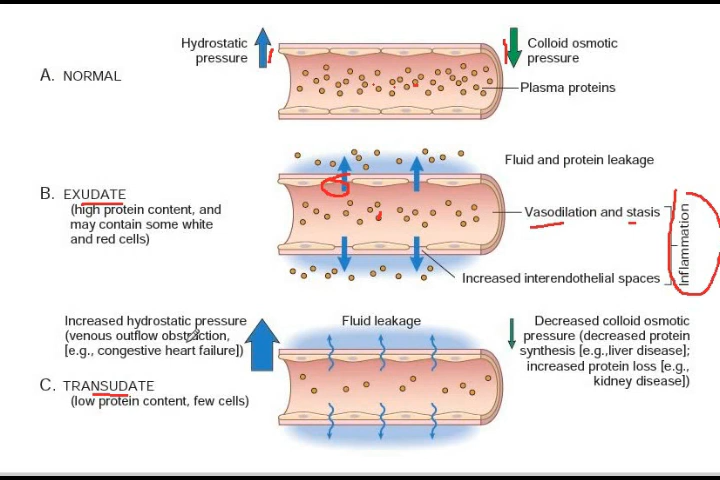 Hydrostatic
pressure
Colloid osmotic
pressure
A. NORMAL
Plasma proteins
Fluid and protein leakage
B. EXUDATE
(high protein content, and
may contain some white
and red cells)
Vasodilation and stasis
Inflammation
Increased interendothelial spaces
Increased hydrostatic pressure
(venous outflow obstruction,
[e.g., congestive heart failure])
Fluid leakage
Decreased colloid osmotic
pressure (decreased protein
synthesis [e.g.,liver disease];
increased protein loss [e.g.,
kidney disease])
C. TRANSUDATE
(low protein content, few cells)